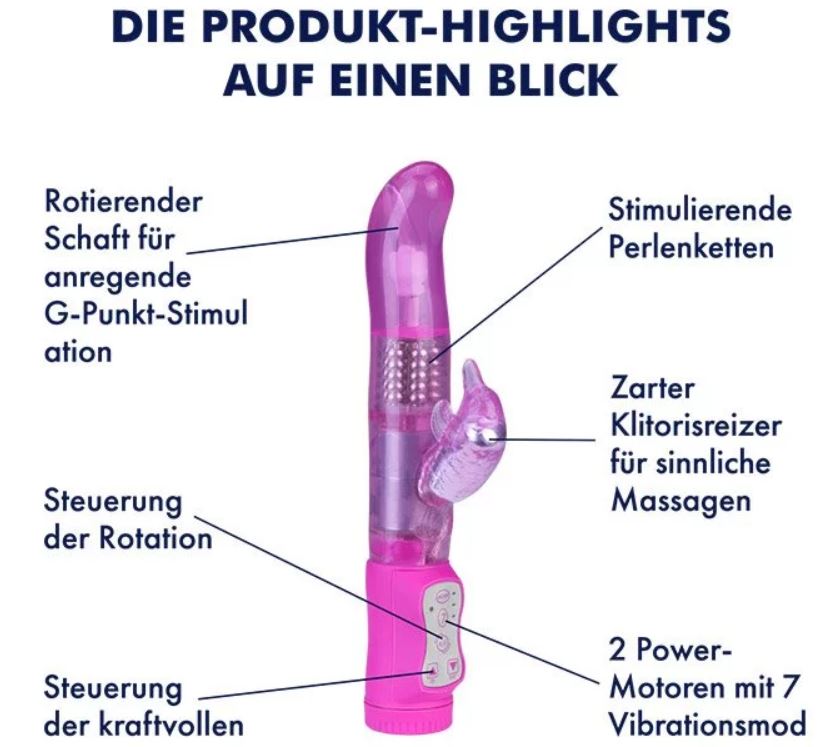 DIE PRODUKT-HIGHLIGHTS
AUF EINEN BLICK
Rotierender
Schaft für
anregende
G-Punkt-Stimul
ation
Stimulierende
Perlenketten
Zarter
Klitorisreizer
für sinnliche
Massagen
Steuerung
der Rotation
2 Power-
Motoren mit 7
Vibrationsmod
Steuerung
der kraftvollen